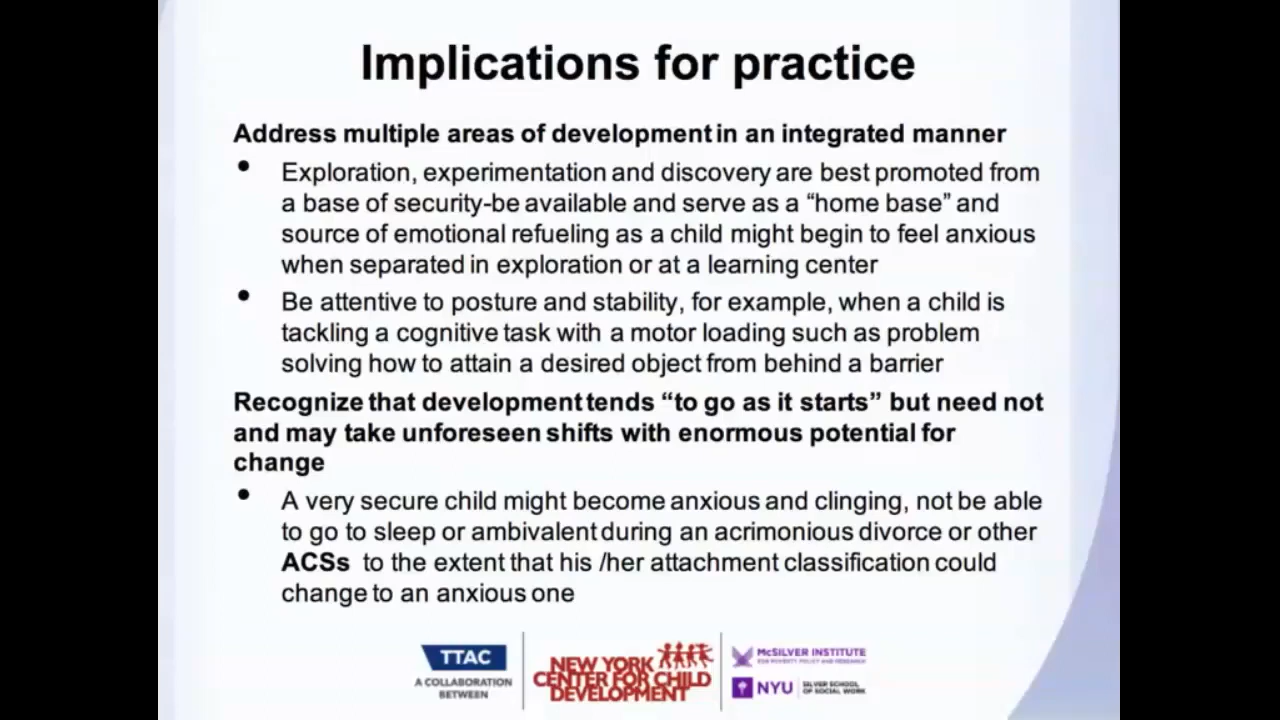 Implications for practice
Address multiple areas of development in an integrated manner
• Exploration, experimentation and discovery are best promoted from
a base of security-be available and serve as a “home base” and
source of emotional refueling as a child might begin to feel anxious
when separated in exploration or at a learning center
• Be attentive to posture and stability, for example, when a child is
tackling a cognitive task with a motor loading such as problem
solving how to attain a desired object from behind a barrier
Recognize that development tends “to go as it starts” but need not
and may take unforeseen shifts with enormous potential for
change
• A very secure child might become anxious and clinging, not be able
to go to sleep or ambivalent during an acrimonious divorce or other
ACSs to the extent that his /her attachment classification could
change to an anxious one
TTAC
A COLLABORATION
BETWEEN
NEW YORK
CENTER FOR CHILD
DEVELOPMENT
McSILVER INSTITUTE
FOR POVERTY POLICY AND RESEARCH
NYU
SILVER SCHOOL
OF SOCIAL WORK